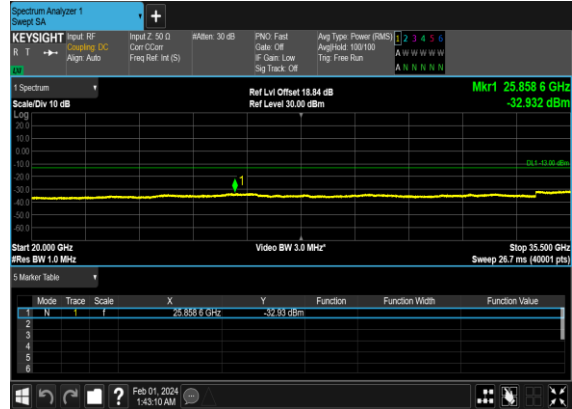 Spectrum Analyzer 1
Swept SA
+
KEYSIGHT
R T
LW
Input: RF
Coupling: DC
Align: Auto
Input Z: 50 Ω
Corr CCorr
Freq Ref: Int (S)
#Atten: 30 dB
PNO: Fast
Gate: Off
IF Gain: Low
Sig Track: Off
Avg Type: Power (RMS)
Avg|Hold: 100/100
Trig: Free Run
1 2 3 4 5 6
A W W W W W
A N N N N N
1 Spectrum
Scale/Div 10 dB
Ref Lvl Offset 18.84 dB
Ref Level 30.00 dBm
Mkr1 25.858 6 GHz
-32.932 dBm
Log
20.0
10.0
0.00
-10.0
-20.0
-30.0
-40.0
-50.0
-60.0
DL1 -13.00 dBm
1
Start 20.000 GHz
#Res BW 1.0 MHz
Video BW 3.0 MHz*
Stop 35.500 GHz
Sweep 26.7 ms (40001 pts)
5 Marker Table
Mode Trace Scale X Y Function Function Width Function Value
1 N 1 f 25.858 6 GHz -32.93 dBm
2
3
4
5
6
?
Feb 01, 2024
1:43:10 AM